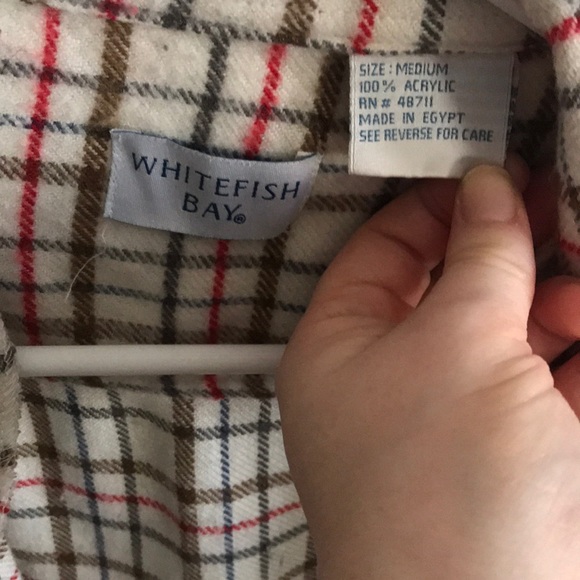 WHITEFISH
BAY®
SIZE: MEDIUM
100% ACRYLIC
RN# 48711
MADE IN EGYPT
SEE REVERSE FOR CARE